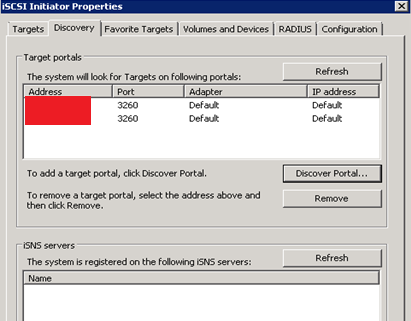 iSCSI Initiator Properties
Targets Discovery Favorite Targets Volumes and Devices RADIUS Configuration
Target portals
The system will look for Targets on following portals: Refresh
Address Port Adapter IP address
3260 Default Default
3260 Default Default
To add a target portal, click Discover Portal. Discover Portal...
To remove a target portal, select the address above and
then click Remove. Remove
iSNS servers
The system is registered on the following iSNS servers: Refresh
Name